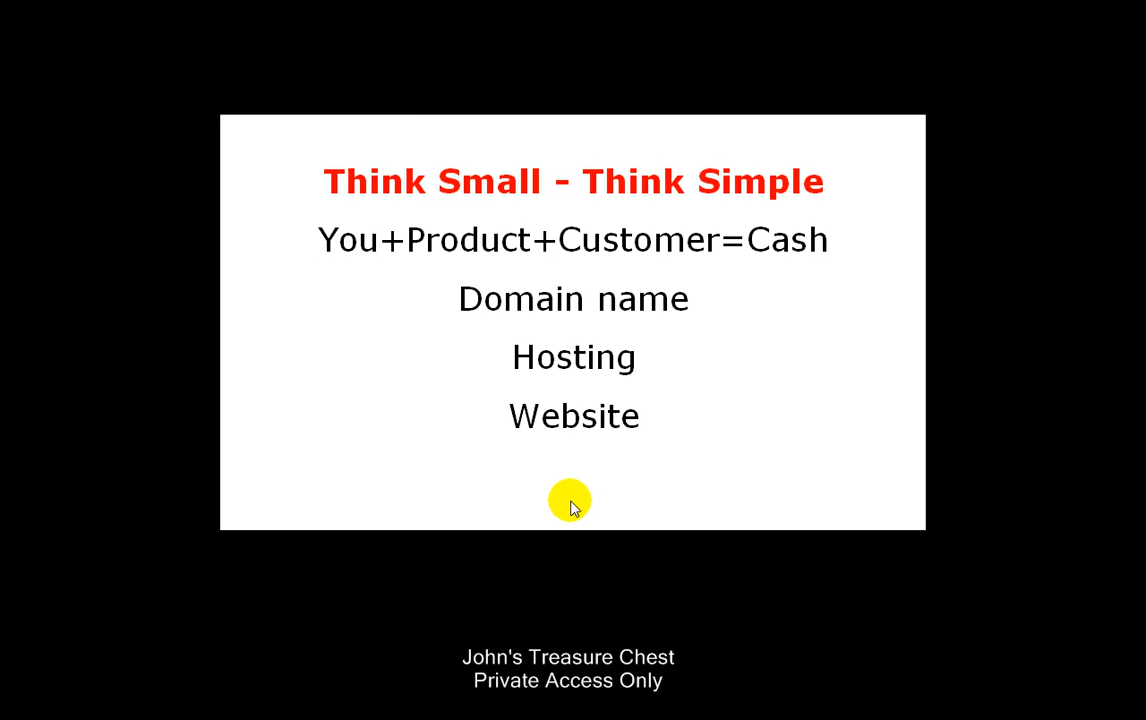 Think Small - Think Simple
You+Product+Customer=Cash
Domain name
Hosting
Website
John's Treasure Chest
Private Access Only